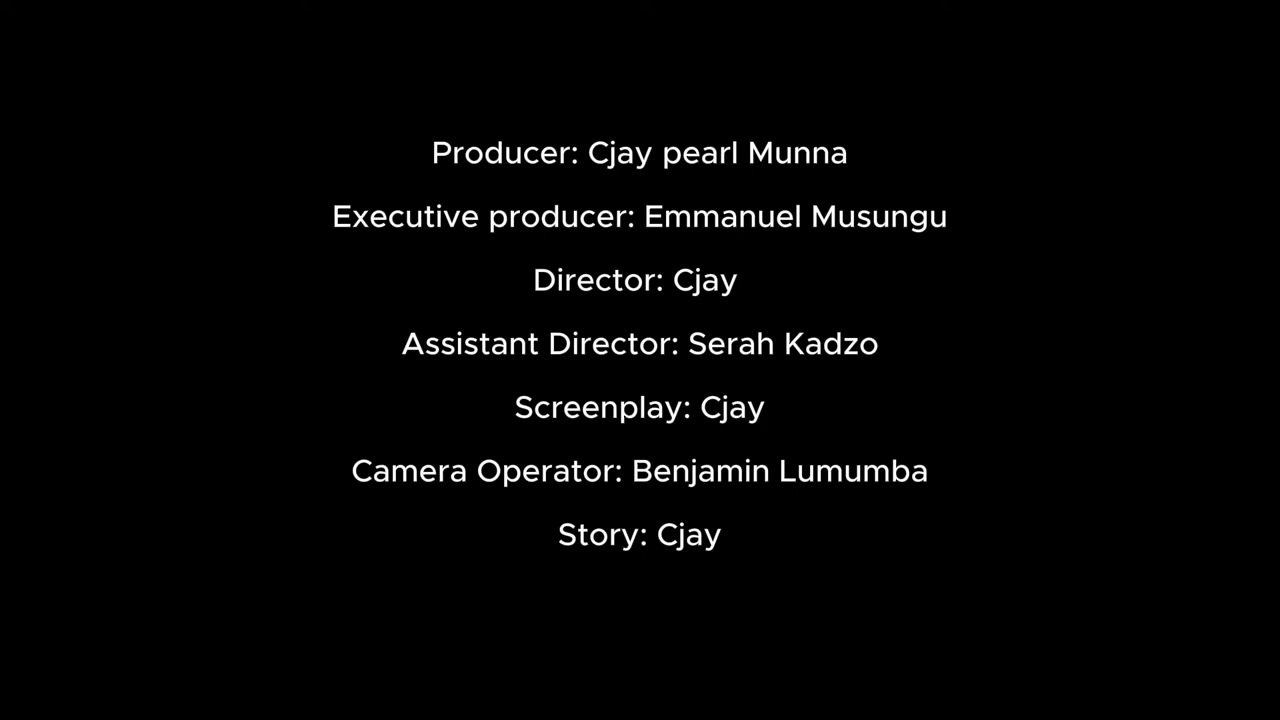 Producer: Cjay pearl Munna
Executive producer: Emmanuel Musungu
Director: Cjay
Assistant Director: Serah Kadzo
Screenplay: Cjay
Camera Operator: Benjamin Lumumba
Story: Cjay